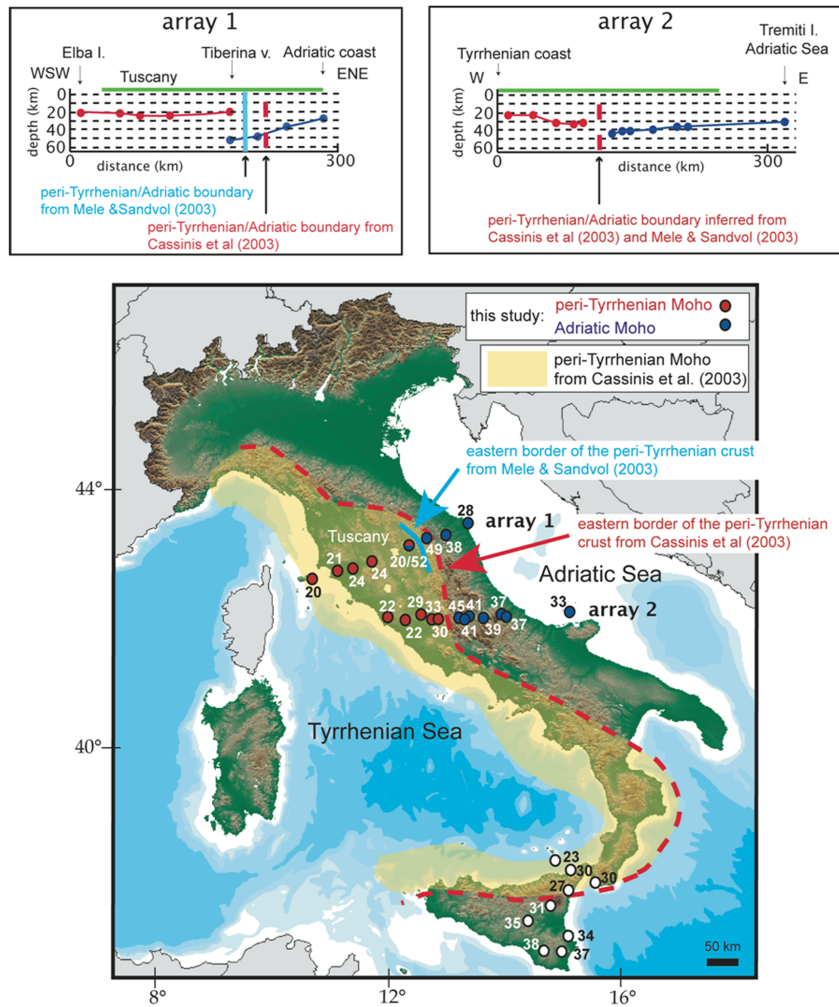 array 1
Elba I.
Tiberina v.
Adriatic coast
WSW
Tuscany
ENE
0
20
40
60
depth (km)
0
distance (km)
300
peri-Tyrrhenian/Adriatic boundary
from Mele &Sandvol (2003)
peri-Tyrrhenian/Adriatic boundary from
Cassinis et al (2003)
array 2
Tyrrhenian coast
Tremiti I.
Adriatic Sea
W
E
0
20
40
60
depth (km)
0
distance (km)
300
peri-Tyrrhenian/Adriatic boundary inferred from
Cassinis et al (2003) and Mele & Sandvol (2003)
this study:
peri-Tyrrhenian Moho
Adriatic Moho
peri-Tyrrhenian Moho
from Cassinis et al. (2003)
eastern border of the peri-Tyrrhenian crust
from Mele & Sandvol (2003)
44°
28
array 1
eastern border of the peri-Tyrrhenian
crust from Cassinis et al (2003)
Tuscany
49
38
20/52
21
24
24
20
Adriatic Sea
33
array 2
22
22
29
33
30
45
41
41
39
37
37
Tyrrhenian Sea
40°
23
30
30
27
31
35
34
38
37
50 km
8°
12°
16°